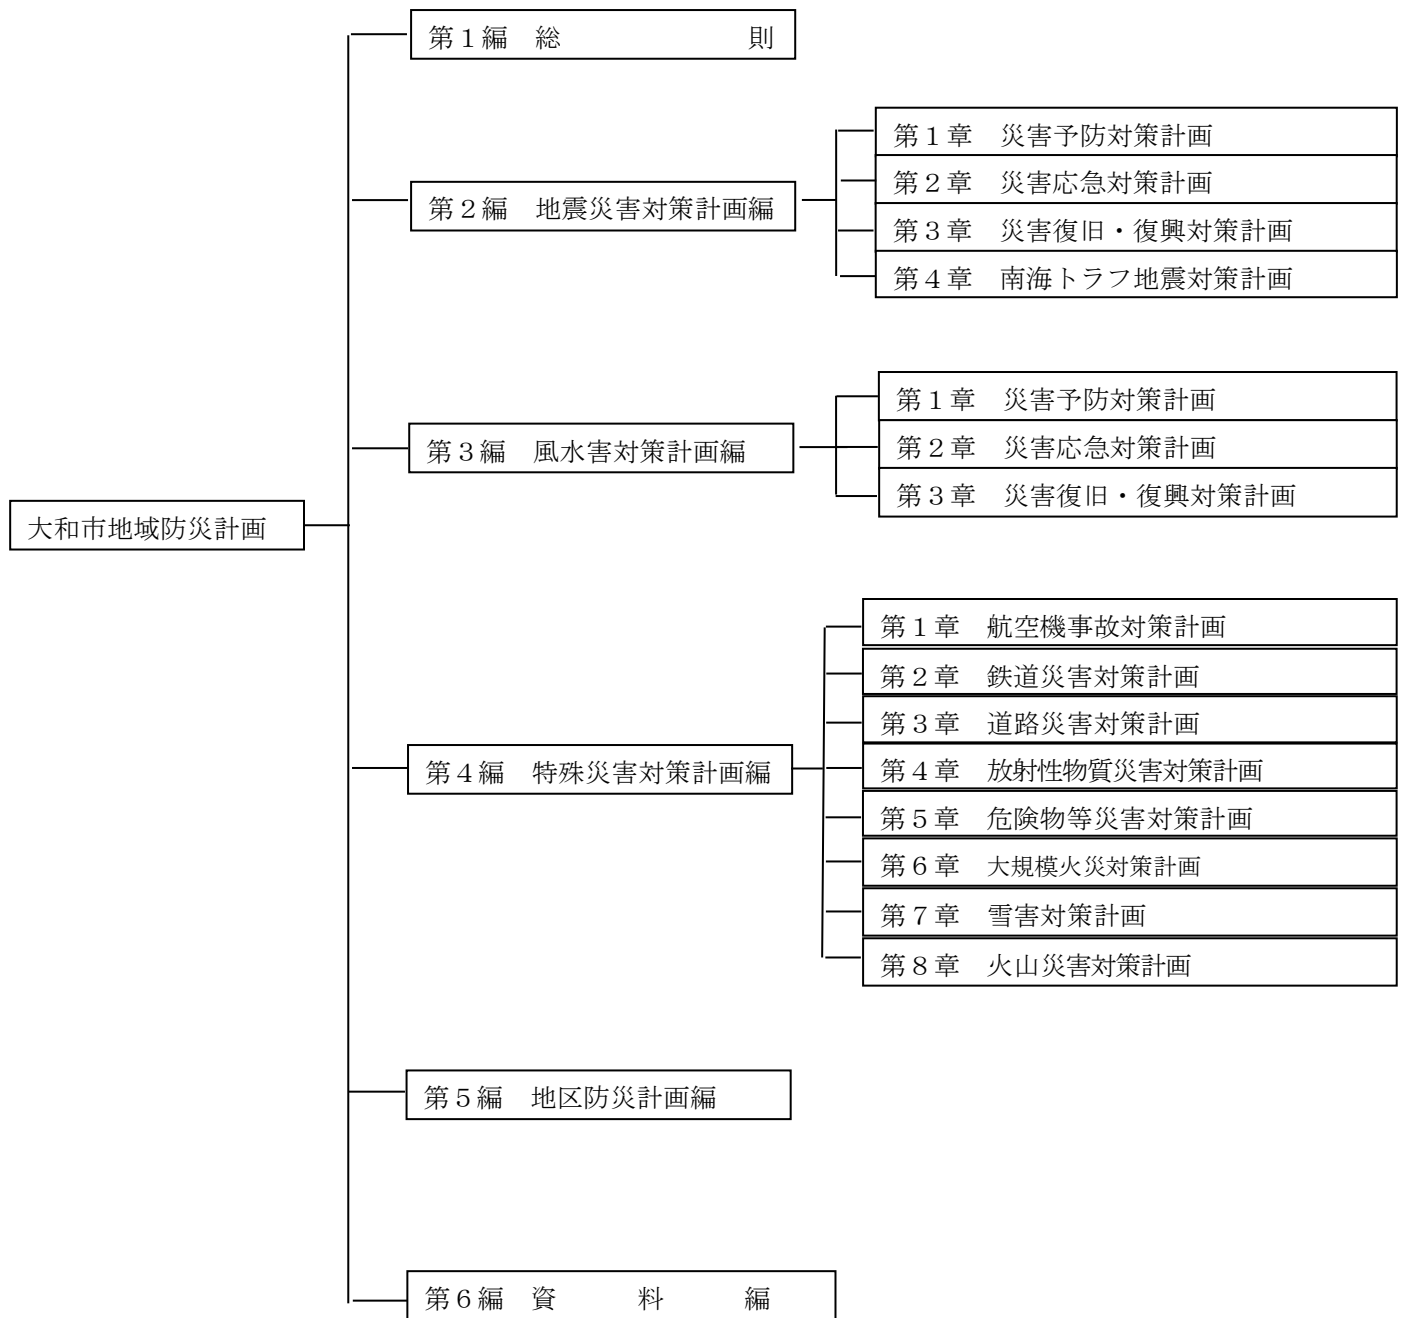 第１編　総　　　　　　　則
第１章　災害予防対策計画
第２章　災害応急対策計画
第２編　地震災害対策計画編
第３章　災害復旧・復興対策計画
第４章　南海トラフ地震対策計画
第１章　災害予防対策計画
第２章　災害応急対策計画
第３編　風水害対策計画編
第３章　災害復旧・復興対策計画
大和市地域防災計画
第１章　航空機事故対策計画
第２章　鉄道災害対策計画
第３章　道路災害対策計画
第４編　特殊災害対策計画編
第４章　放射性物質災害対策計画
第５章　危険物等災害対策計画
第６章　大規模火災対策計画
第７章　雪害対策計画
第８章　火山災害対策計画
第５編　地区防災計画編
第６編　資　　　料　　　編